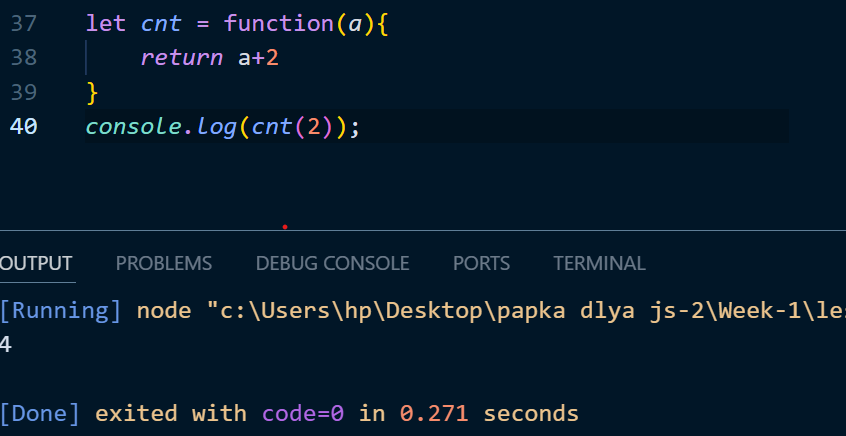 37 let cnt = function(a){
38 return a+2
39 }
40 console.log(cnt(2));
OUTPUT PROBLEMS DEBUG CONSOLE PORTS TERMINAL
[Running] node "c:\Users\hp\Desktop\papka dlya js-2\Week-1\les
4
[Done] exited with code=0 in 0.271 seconds